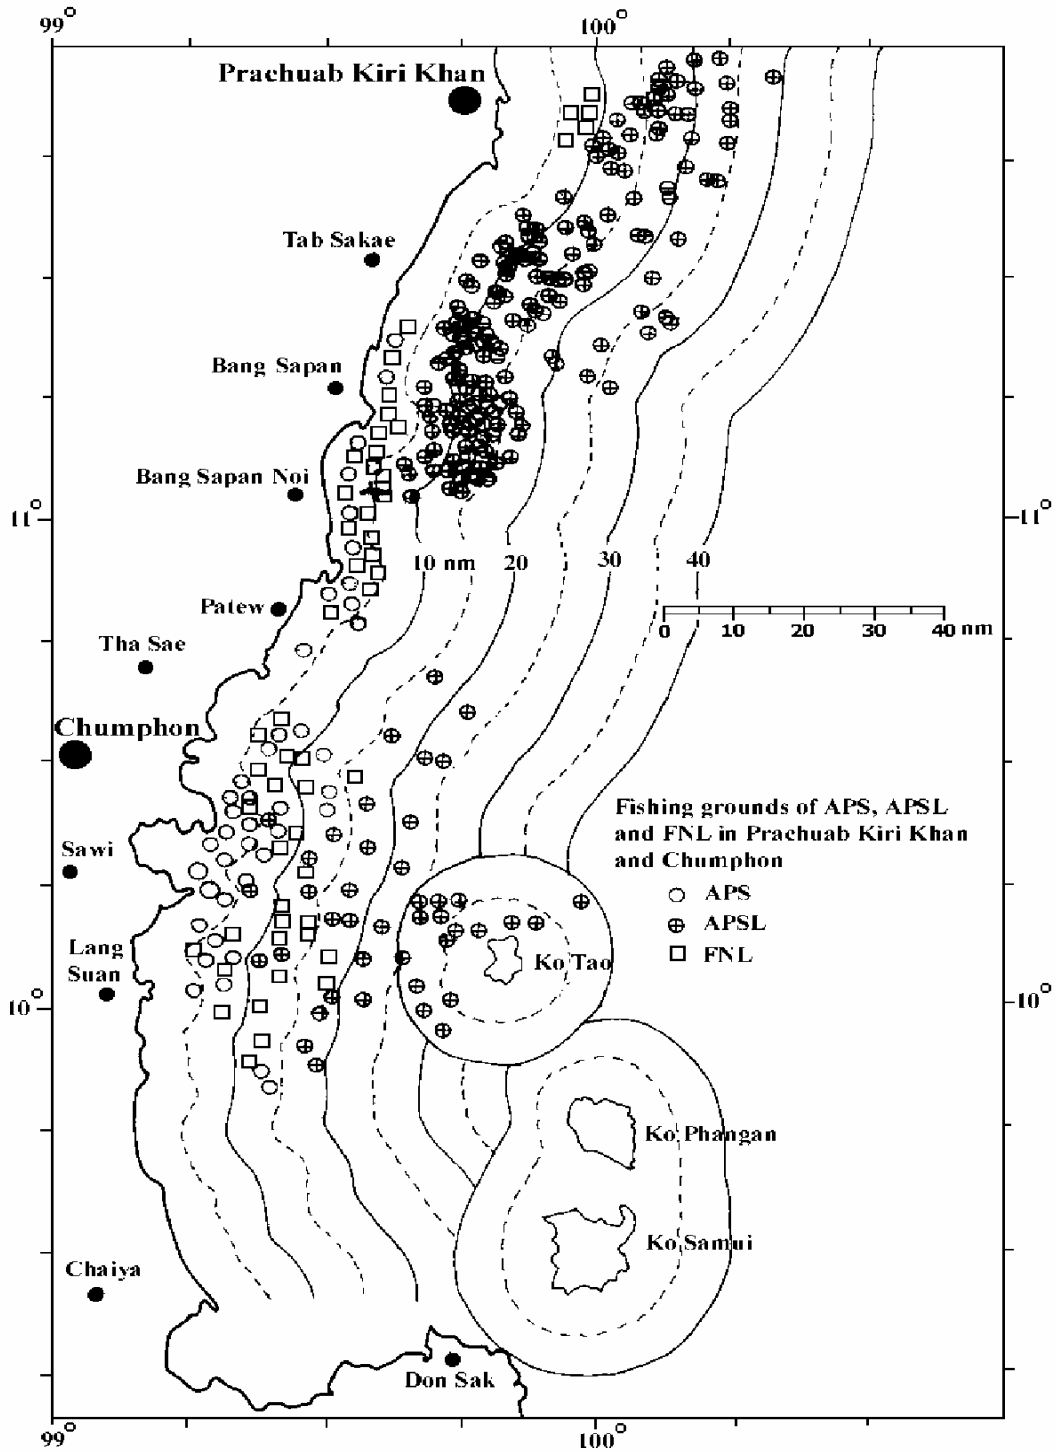 99°
100°
Prachuab Kiri Khan
Tab Sakae
Bang Sapan
Bang Sapan Noi
11°
11°
10 nm
20
30
40
Patew
0 10 20 30 40 nm
Tha Sae
Chumphon
Fishing grounds of APS, APSL
and FNL in Prachuab Kiri Khan
and Chumphon
Sawi
APS
APSL
FNL
Lang
Suan
Ko Tao
10°
10°
Ko Phangan
Ko Samui
Chaiya
Don Sak
99°
100°